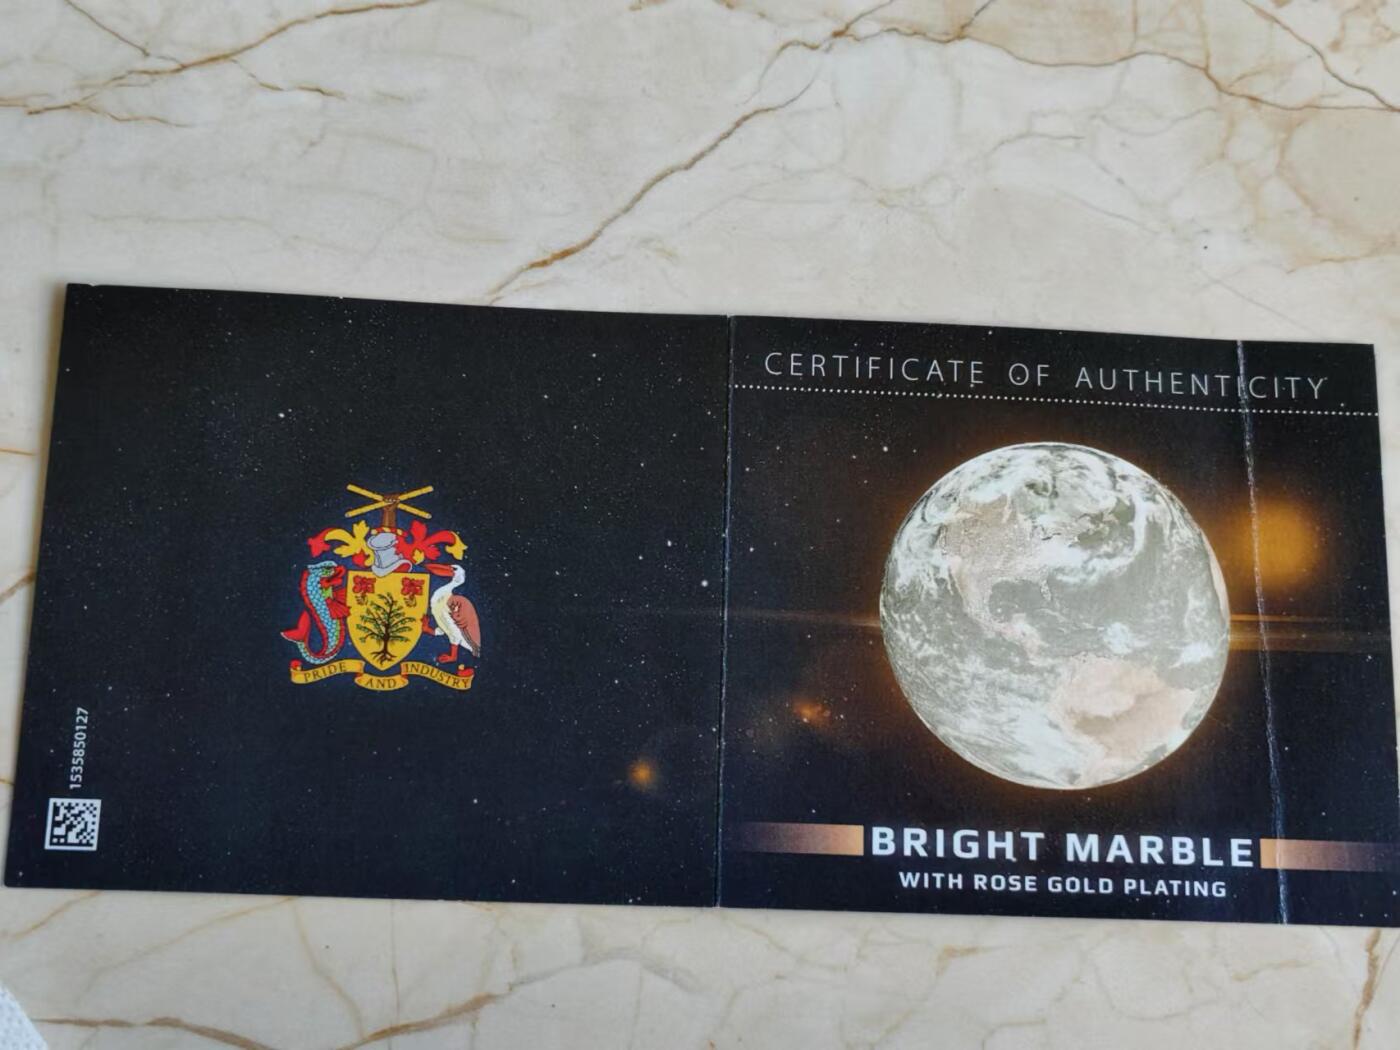 PRIDE AND INDUSTRY
1535850127
CERTIFICATE OF AUTHENTICITY
BRIGHT MARBLE
WITH ROSE GOLD PLATING